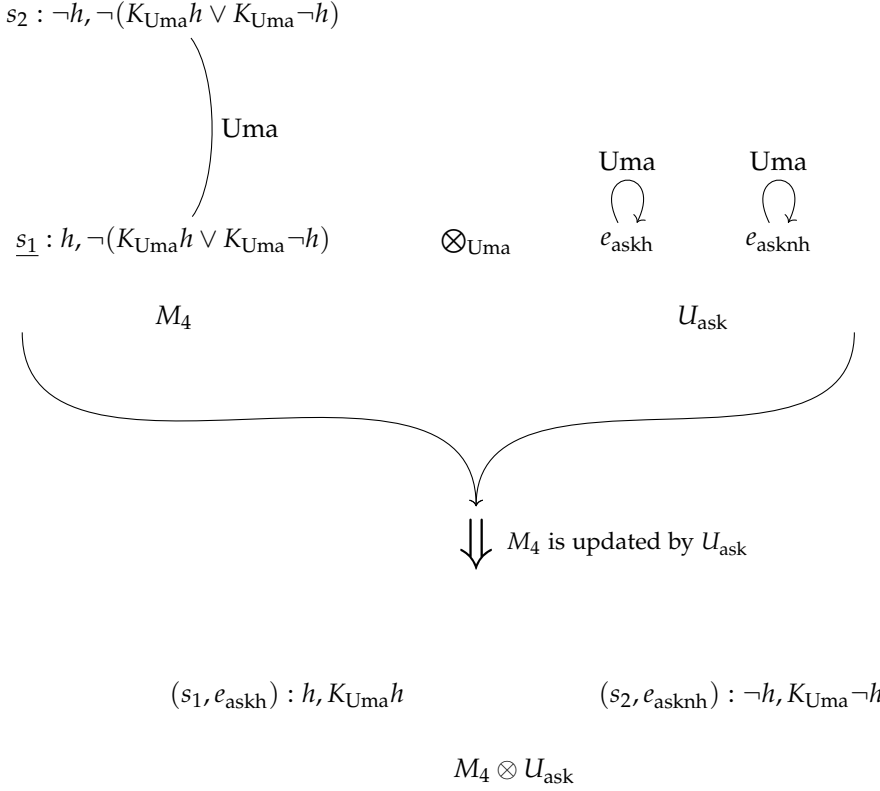 s₂ : ¬h, ¬(K_Uma h ∨ K_Uma ¬h)
Uma
Uma Uma
s₁ : h, ¬(K_Uma h ∨ K_Uma ¬h) ⊗_Uma e_askh e_asknh
M₄ U_ask
⇓ M₄ is updated by U_ask
(s₁, e_askh) : h, K_Uma h (s₂, e_asknh) : ¬h, K_Uma ¬h
M₄ ⊗ U_ask